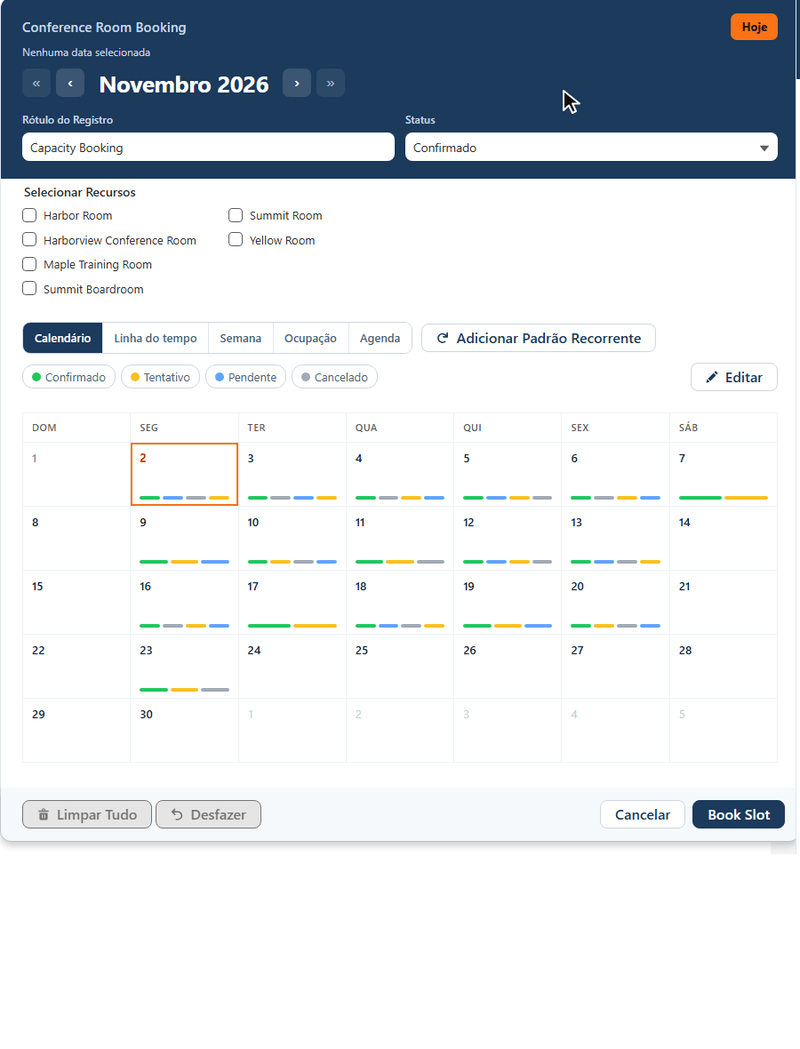 Conference Room Booking
Hoje
Nenhuma data selecionada
« ‹ Novembro 2026 › »
Rótulo do Registro Status
Capacity Booking Confirmado
Selecionar Recursos
Harbor Room Summit Room
Harborview Conference Room Yellow Room
Maple Training Room
Summit Boardroom
Calendário Linha do tempo Semana Ocupação Agenda Adicionar Padrão Recorrente
Confirmado Tentativo Pendente Cancelado Editar
DOM SEG TER QUA QUI SEX SÁB
1 2 3 4 5 6 7
8 9 10 11 12 13 14
15 16 17 18 19 20 21
22 23 24 25 26 27 28
29 30 1 2 3 4 5
Limpar Tudo Desfazer Cancelar Book Slot